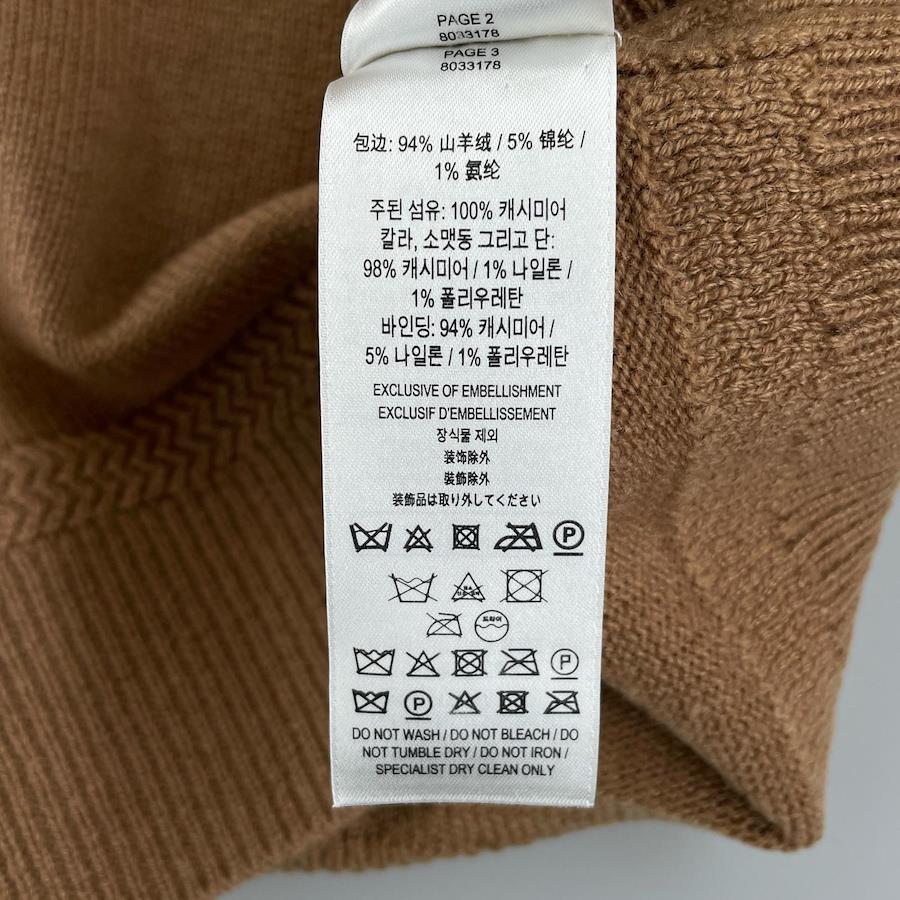 PAGE 2
8033178
PAGE 3
8033178
包边: 94% 山羊绒 / 5% 锦纶 /
1% 氨纶
주된 섬유: 100% 캐시미어
칼라, 소맷동 그리고 단:
98% 캐시미어 / 1% 나일론 /
1% 폴리우레탄
바인딩: 94% 캐시미어 /
5% 나일론 / 1% 폴리우레탄
EXCLUSIVE OF EMBELLISHMENT
EXCLUSIF D'EMBELLISSEMENT
장식물 제외
装饰除外
裝飾除外
装飾品は取り外してください
P
드라이
P
P
DO NOT WASH / DO NOT BLEACH / DO
NOT TUMBLE DRY / DO NOT IRON /
SPECIALIST DRY CLEAN ONLY